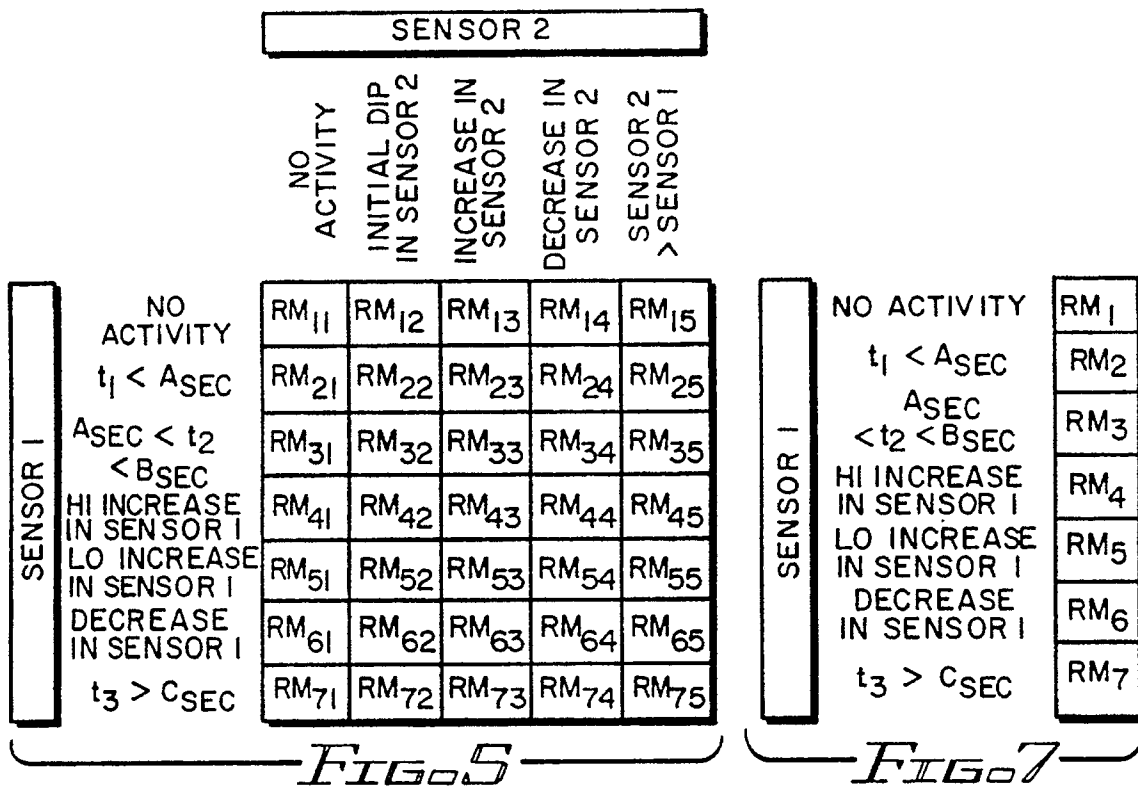 SENSOR 2
NO
ACTIVITY
INITIAL DIP
IN SENSOR 2
INCREASE IN
SENSOR 2
DECREASE IN
SENSOR 2
SENSOR 2
> SENSOR 1
SENSOR 1
NO
ACTIVITY
RM11 RM12 RM13 RM14 RM15
t1 < ASEC
RM21 RM22 RM23 RM24 RM25
ASEC < t2
< BSEC
RM31 RM32 RM33 RM34 RM35
HI INCREASE
IN SENSOR 1
RM41 RM42 RM43 RM44 RM45
LO INCREASE
IN SENSOR 1
RM51 RM52 RM53 RM54 RM55
DECREASE
IN SENSOR 1
RM61 RM62 RM63 RM64 RM65
t3 > CSEC
RM71 RM72 RM73 RM74 RM75
FIG. 5
SENSOR 1
NO ACTIVITY RM1
t1 < ASEC RM2
ASEC
< t2 < BSEC
RM3
HI INCREASE
IN SENSOR 1
RM4
LO INCREASE
IN SENSOR 1
RM5
DECREASE
IN SENSOR 1
RM6
t3 > CSEC RM7
FIG. 7